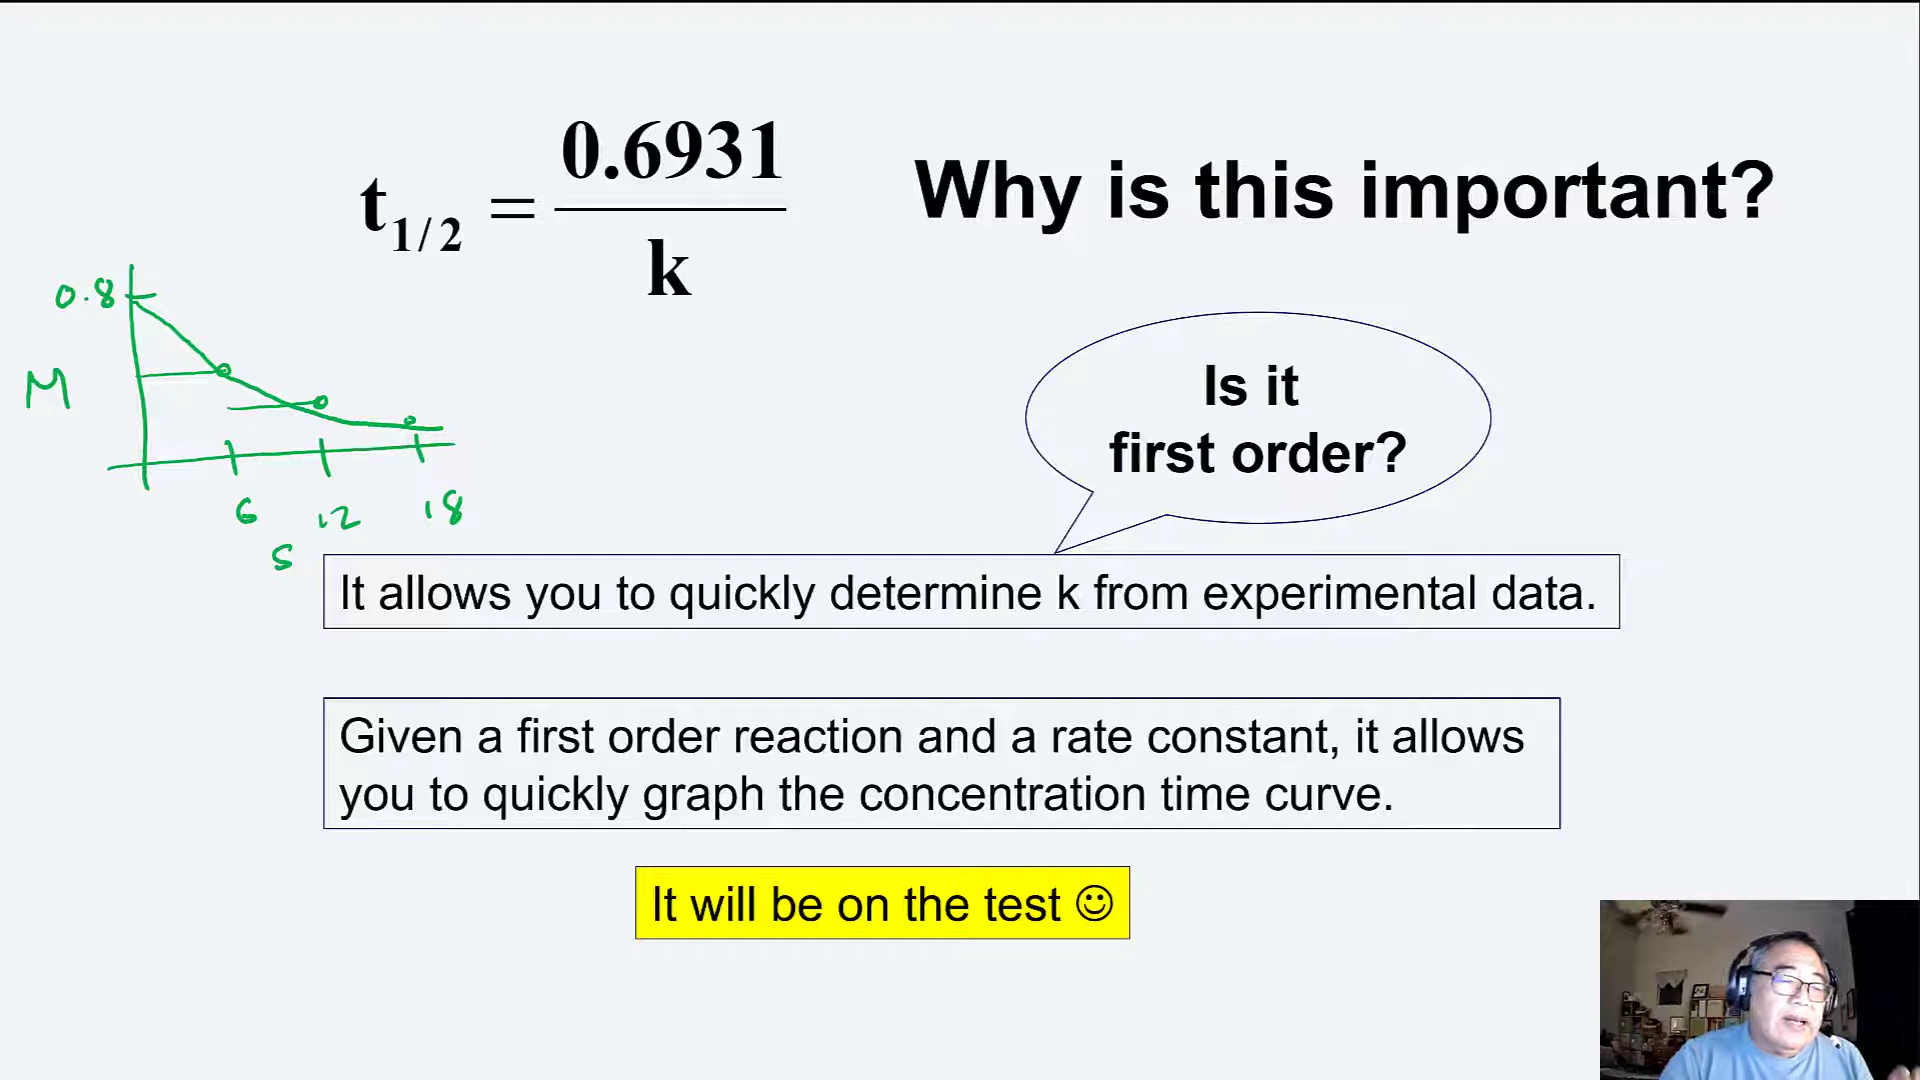 t1/2 = 0.6931 / k
Why is this important?
0.8
M
6 12 18
s
Is it
first order?
It allows you to quickly determine k from experimental data.
Given a first order reaction and a rate constant, it allows
you to quickly graph the concentration time curve.
It will be on the test ☺